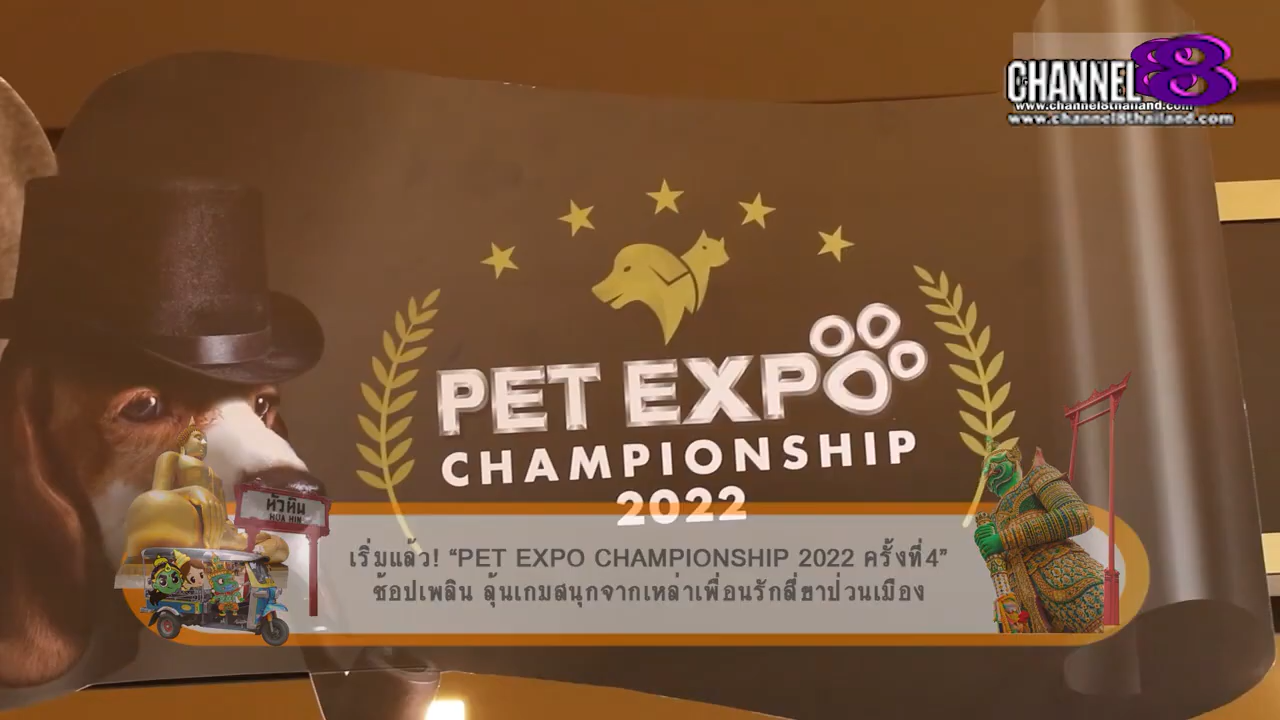 CHANNEL 8
www.channel8thailand.com
www.channel8thailand.com
PET EXPO
CHAMPIONSHIP
2022
หัวหิน
HUA HIN
เริ่มแล้ว! “PET EXPO CHAMPIONSHIP 2022 ครั้งที่4”
ช้อปเพลิน ลุ้นเกมสนุกจากเหล่าเพื่อนรักสี่ขาป่วนเมือง